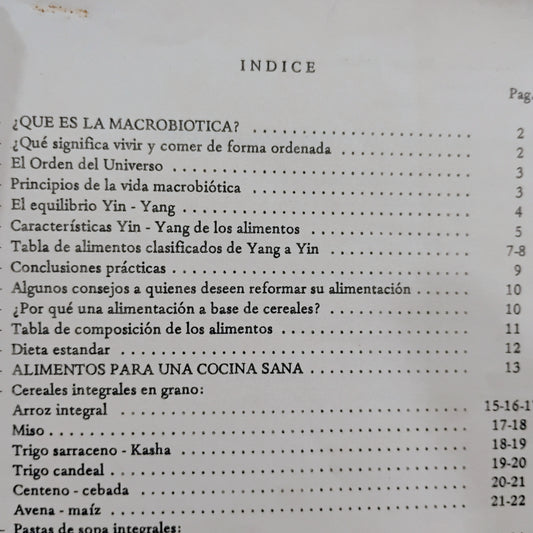 INDICE
Pag.
- ¿QUE ES LA MACROBIOTICA? ........................ 2
- ¿Qué significa vivir y comer de forma ordenada .............. 2
- El Orden del Universo ................................ 3
- Principios de la vida macrobiótica ........................ 3
- El equilibrio Yin - Yang .............................. 4
- Características Yin - Yang de los alimentos .................. 5
- Tabla de alimentos clasificados de Yang a Yin ................ 7-8
- Conclusiones prácticas ............................... 9
- Algunos consejos a quienes deseen reformar su alimentación ...... 10
- ¿Por qué una alimentación a base de cereales? ................ 10
- Tabla de composición de los alimentos ..................... 11
- Dieta estandar ..................................... 12
- ALIMENTOS PARA UNA COCINA SANA .................. 13
- Cereales integrales en grano:
Arroz integral ..................................... 15-16-
Miso ............................................ 17-18
Trigo sarraceno - Kasha .............................. 18-19
Trigo candeal ...................................... 19-20
Centeno - cebada ................................... 20-21
Avena - maíz ...................................... 21-22
- Pastas de sopa integrales: